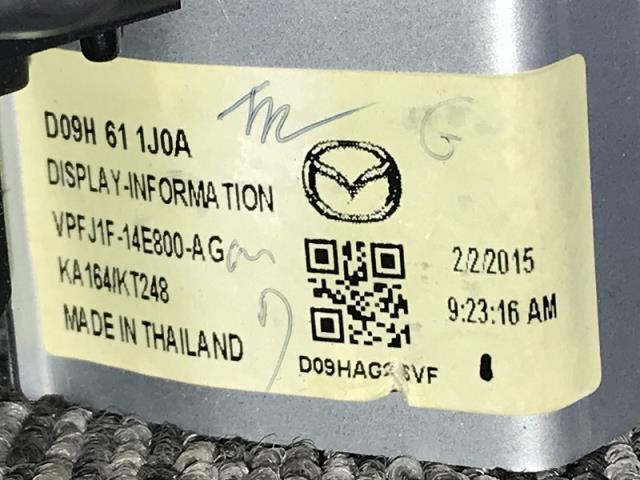 D09H 61 1J0A
DISPLAY-INFORMATION
VPFJ1F-14E800-AG
KA164/KT248
MADE IN THAILAND
2/2/2015
9:23:16 AM